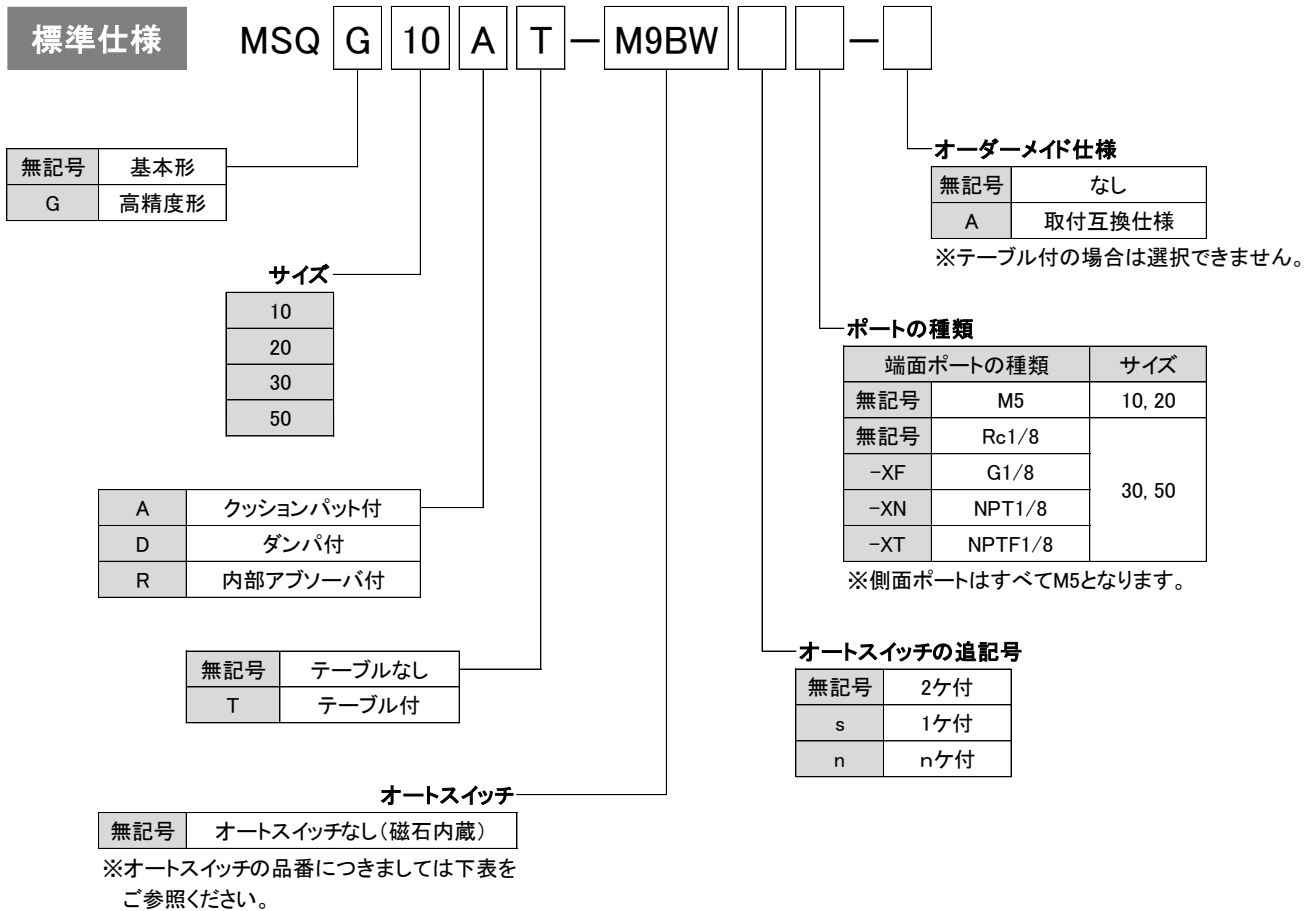 標準仕様 MSQ G 10 A T － M9BW －
無記号 基本形
G 高精度形
サイズ
10
20
30
50
A クッションパット付
D ダンパ付
R 内部アブソーバ付
無記号 テーブルなし
T テーブル付
オートスイッチ
無記号 オートスイッチなし(磁石内蔵)
※オートスイッチの品番につきましては下表を
ご参照ください。
オーダーメイド仕様
無記号 なし
A 取付互換仕様
※テーブル付の場合は選択できません。
ポートの種類
端面ポートの種類 サイズ
無記号 M5 10, 20
無記号 Rc1/8
-XF G1/8
30, 50
-XN NPT1/8
-XT NPTF1/8
※側面ポートはすべてM5となります。
オートスイッチの追記号
無記号 2ケ付
s 1ケ付
n nケ付